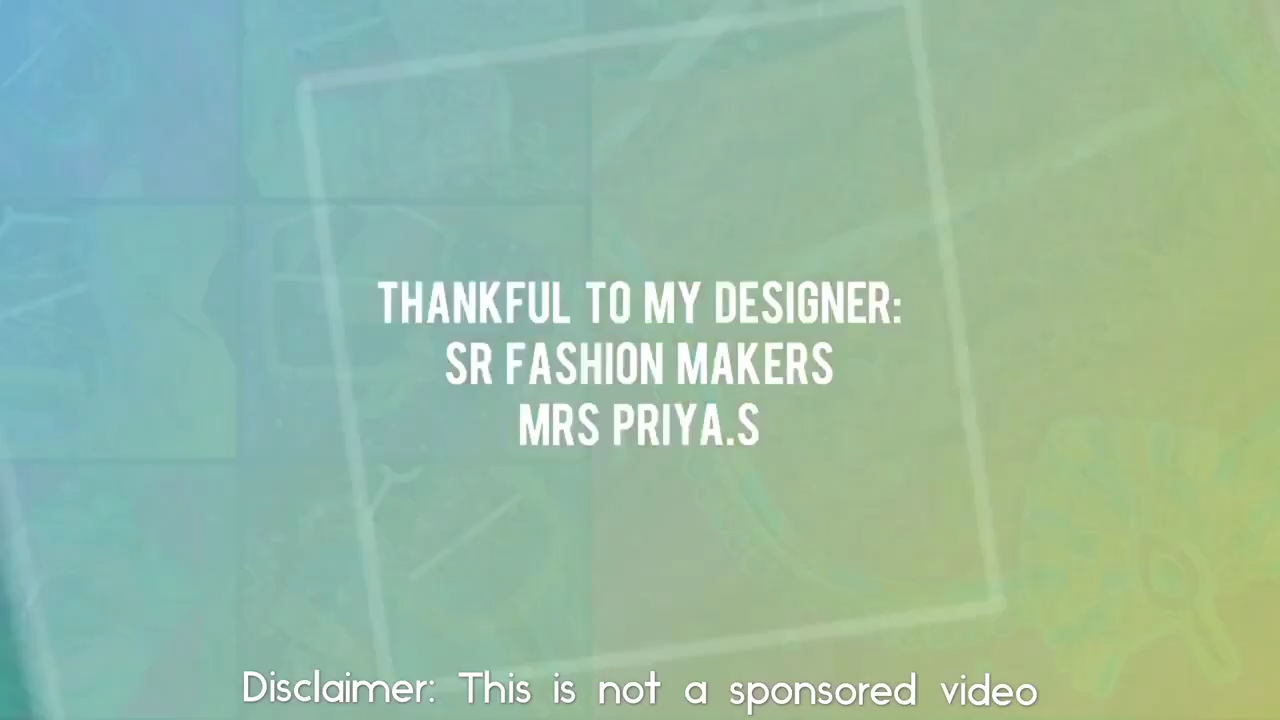 THANKFUL TO MY DESIGNER:
SR FASHION MAKERS
MRS PRIYA.S
Disclaimer: This is not a sponsored video